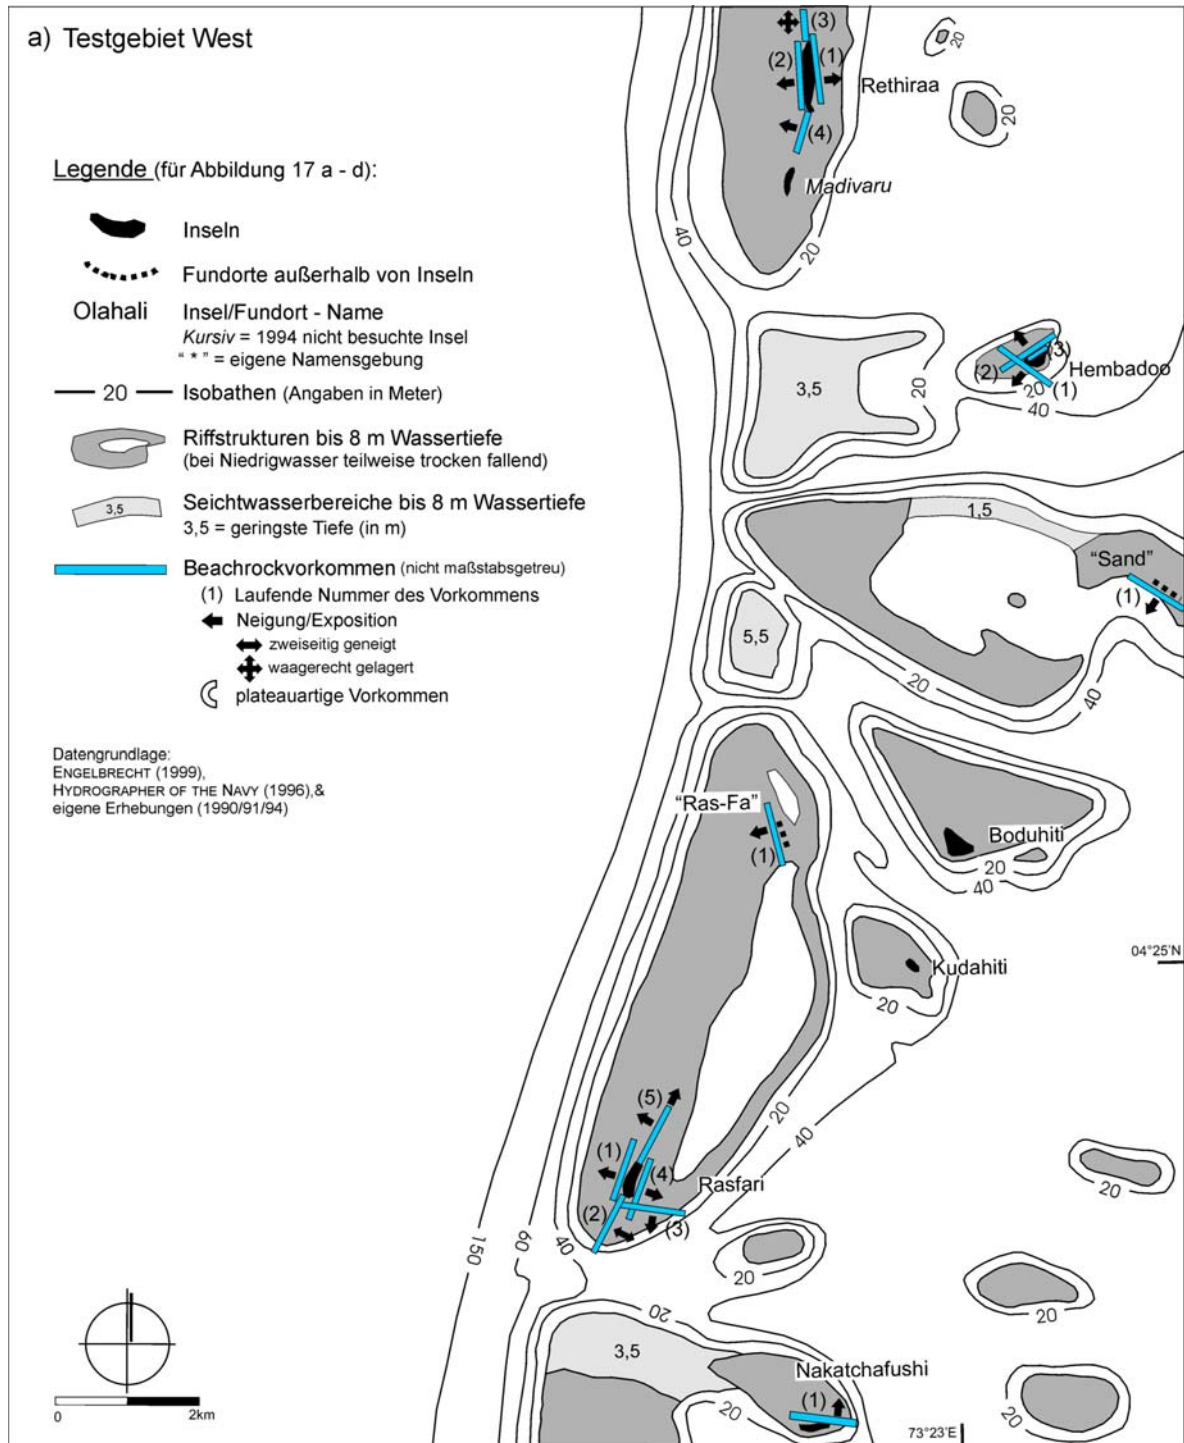 a) Testgebiet West
Legende (für Abbildung 17 a - d):
Inseln
Fundorte außerhalb von Inseln
Olahali Insel/Fundort - Name
Kursiv = 1994 nicht besuchte Insel
“ * ” = eigene Namensgebung
20 Isobathen (Angaben in Meter)
Riffstrukturen bis 8 m Wassertiefe
(bei Niedrigwasser teilweise trocken fallend)
3,5 Seichtwasserbereiche bis 8 m Wassertiefe
3,5 = geringste Tiefe (in m)
Beachrockvorkommen (nicht maßstabsgetreu)
(1) Laufende Nummer des Vorkommens
Neigung/Exposition
zweiseitig geneigt
waagerecht gelagert
plateauartige Vorkommen
Datengrundlage:
ENGELBRECHT (1999),
HYDROGRAPHER OF THE NAVY (1996),&
eigene Erhebungen (1990/91/94)
0 2km
(3)
(2) (1)
Rethiraa
(4)
Madivaru
20
20
40
20
3,5
20
(3)
(2) Hembadoo
20 (1)
40
1,5
“Sand”
(1)
5,5
20
40
“Ras-Fa”
(1)
Boduhiti
20
40
04°25'N
Kudahiti
20
20
40
(5)
(1)
(4)
Rasfari
(2)
(3)
150
60
40
20
20
20
20
3,5
Nakatchafushi
(1)
20
20
73°23'E